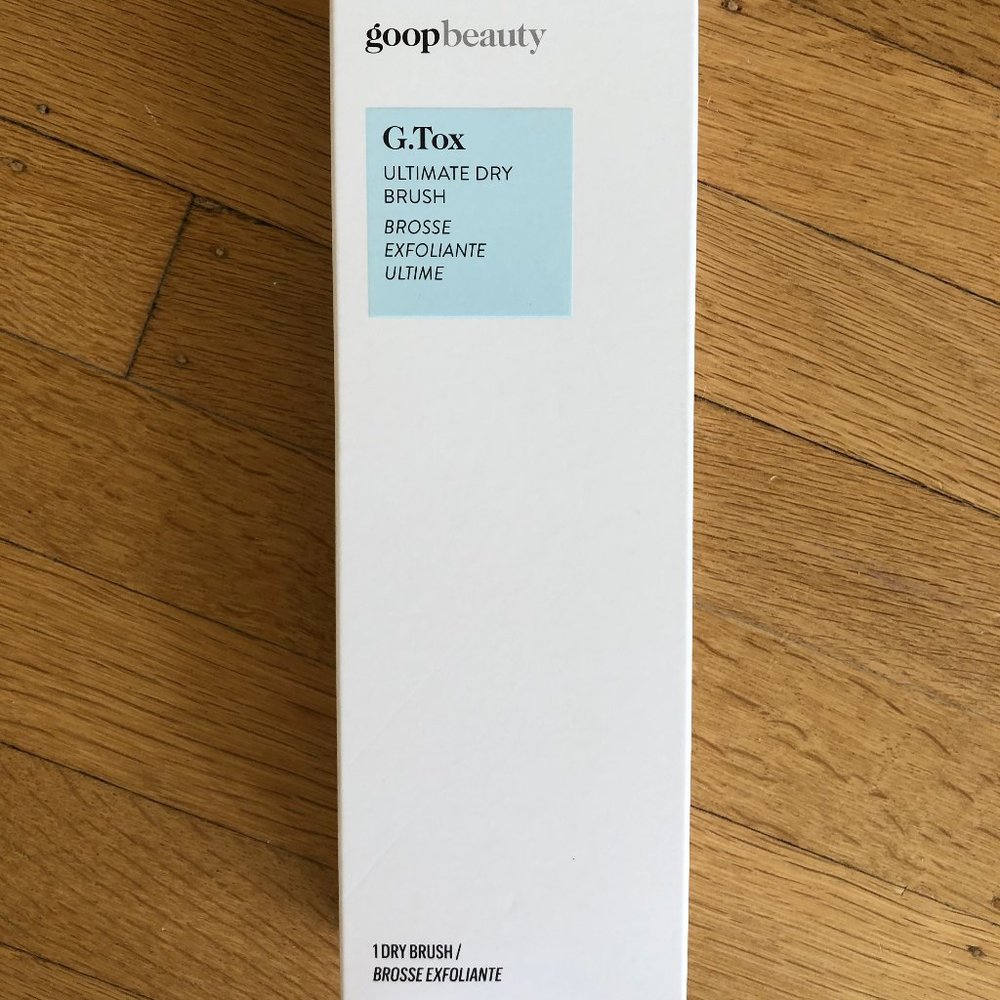 goopbeauty
G.Tox
ULTIMATE DRY
BRUSH
BROSSE
EXFOLIANTE
ULTIME
1 DRY BRUSH /
BROSSE EXFOLIANTE